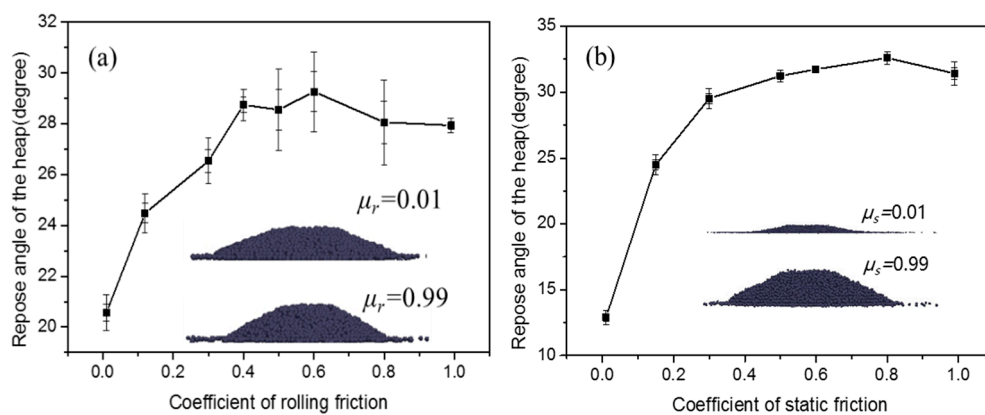 (a)
Repose angle of the heap(degree)
32
30
28
26
24
22
20
μr=0.01
μr=0.99
0.0 0.2 0.4 0.6 0.8 1.0
Coefficient of rolling friction
(b)
Repose angle of the heap(degree)
35
30
25
20
15
10
μs=0.01
μs=0.99
0.0 0.2 0.4 0.6 0.8 1.0
Coefficient of static friction